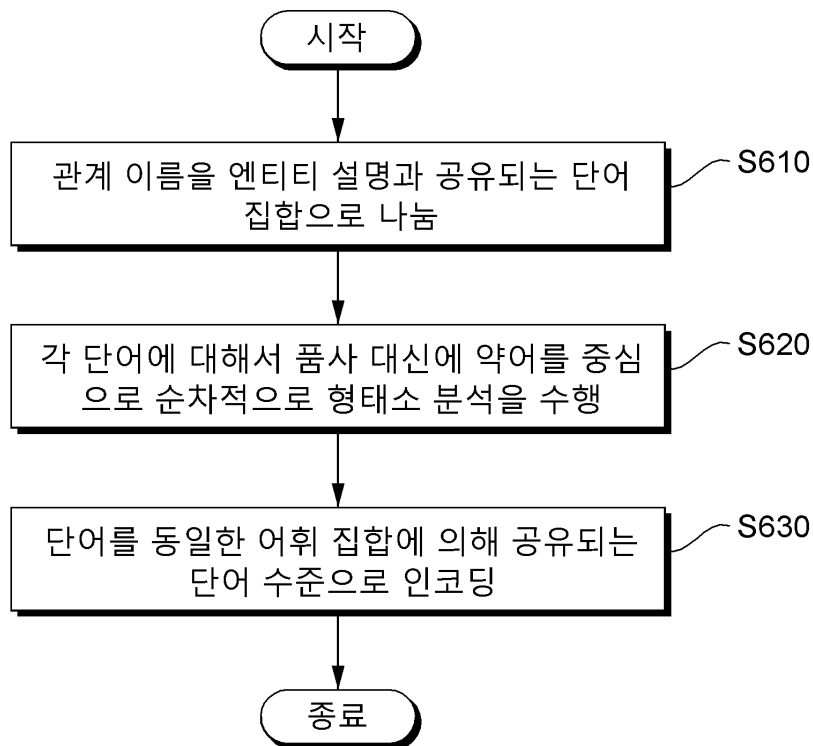 시작
관계 이름을 엔티티 설명과 공유되는 단어
집합으로 나눔
S610
각 단어에 대해서 품사 대신에 약어를 중심
으로 순차적으로 형태소 분석을 수행
S620
단어를 동일한 어휘 집합에 의해 공유되는
단어 수준으로 인코딩
S630
종료